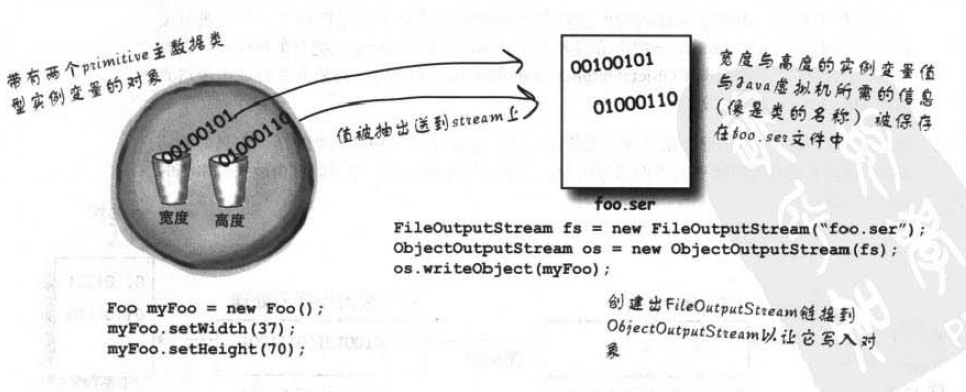 带有两个primitive主数据类
型实例变量的对象
00100101
01000110
宽度
高度
值被抽出送到stream上
00100101
01000110
foo.ser
宽度与高度的实例变量值
与Java虚拟机所需的信息
(像是类的名称)被保存
在foo.ser文件中
FileOutputStream fs = new FileOutputStream(“foo.ser”);
ObjectOutputStream os = new ObjectOutputStream(fs);
os.writeObject(myFoo);
Foo myFoo = new Foo();
myFoo.setWidth(37);
myFoo.setHeight(70);
创建出FileOutputStream链接到
ObjectOutputStream以让它写入对
象